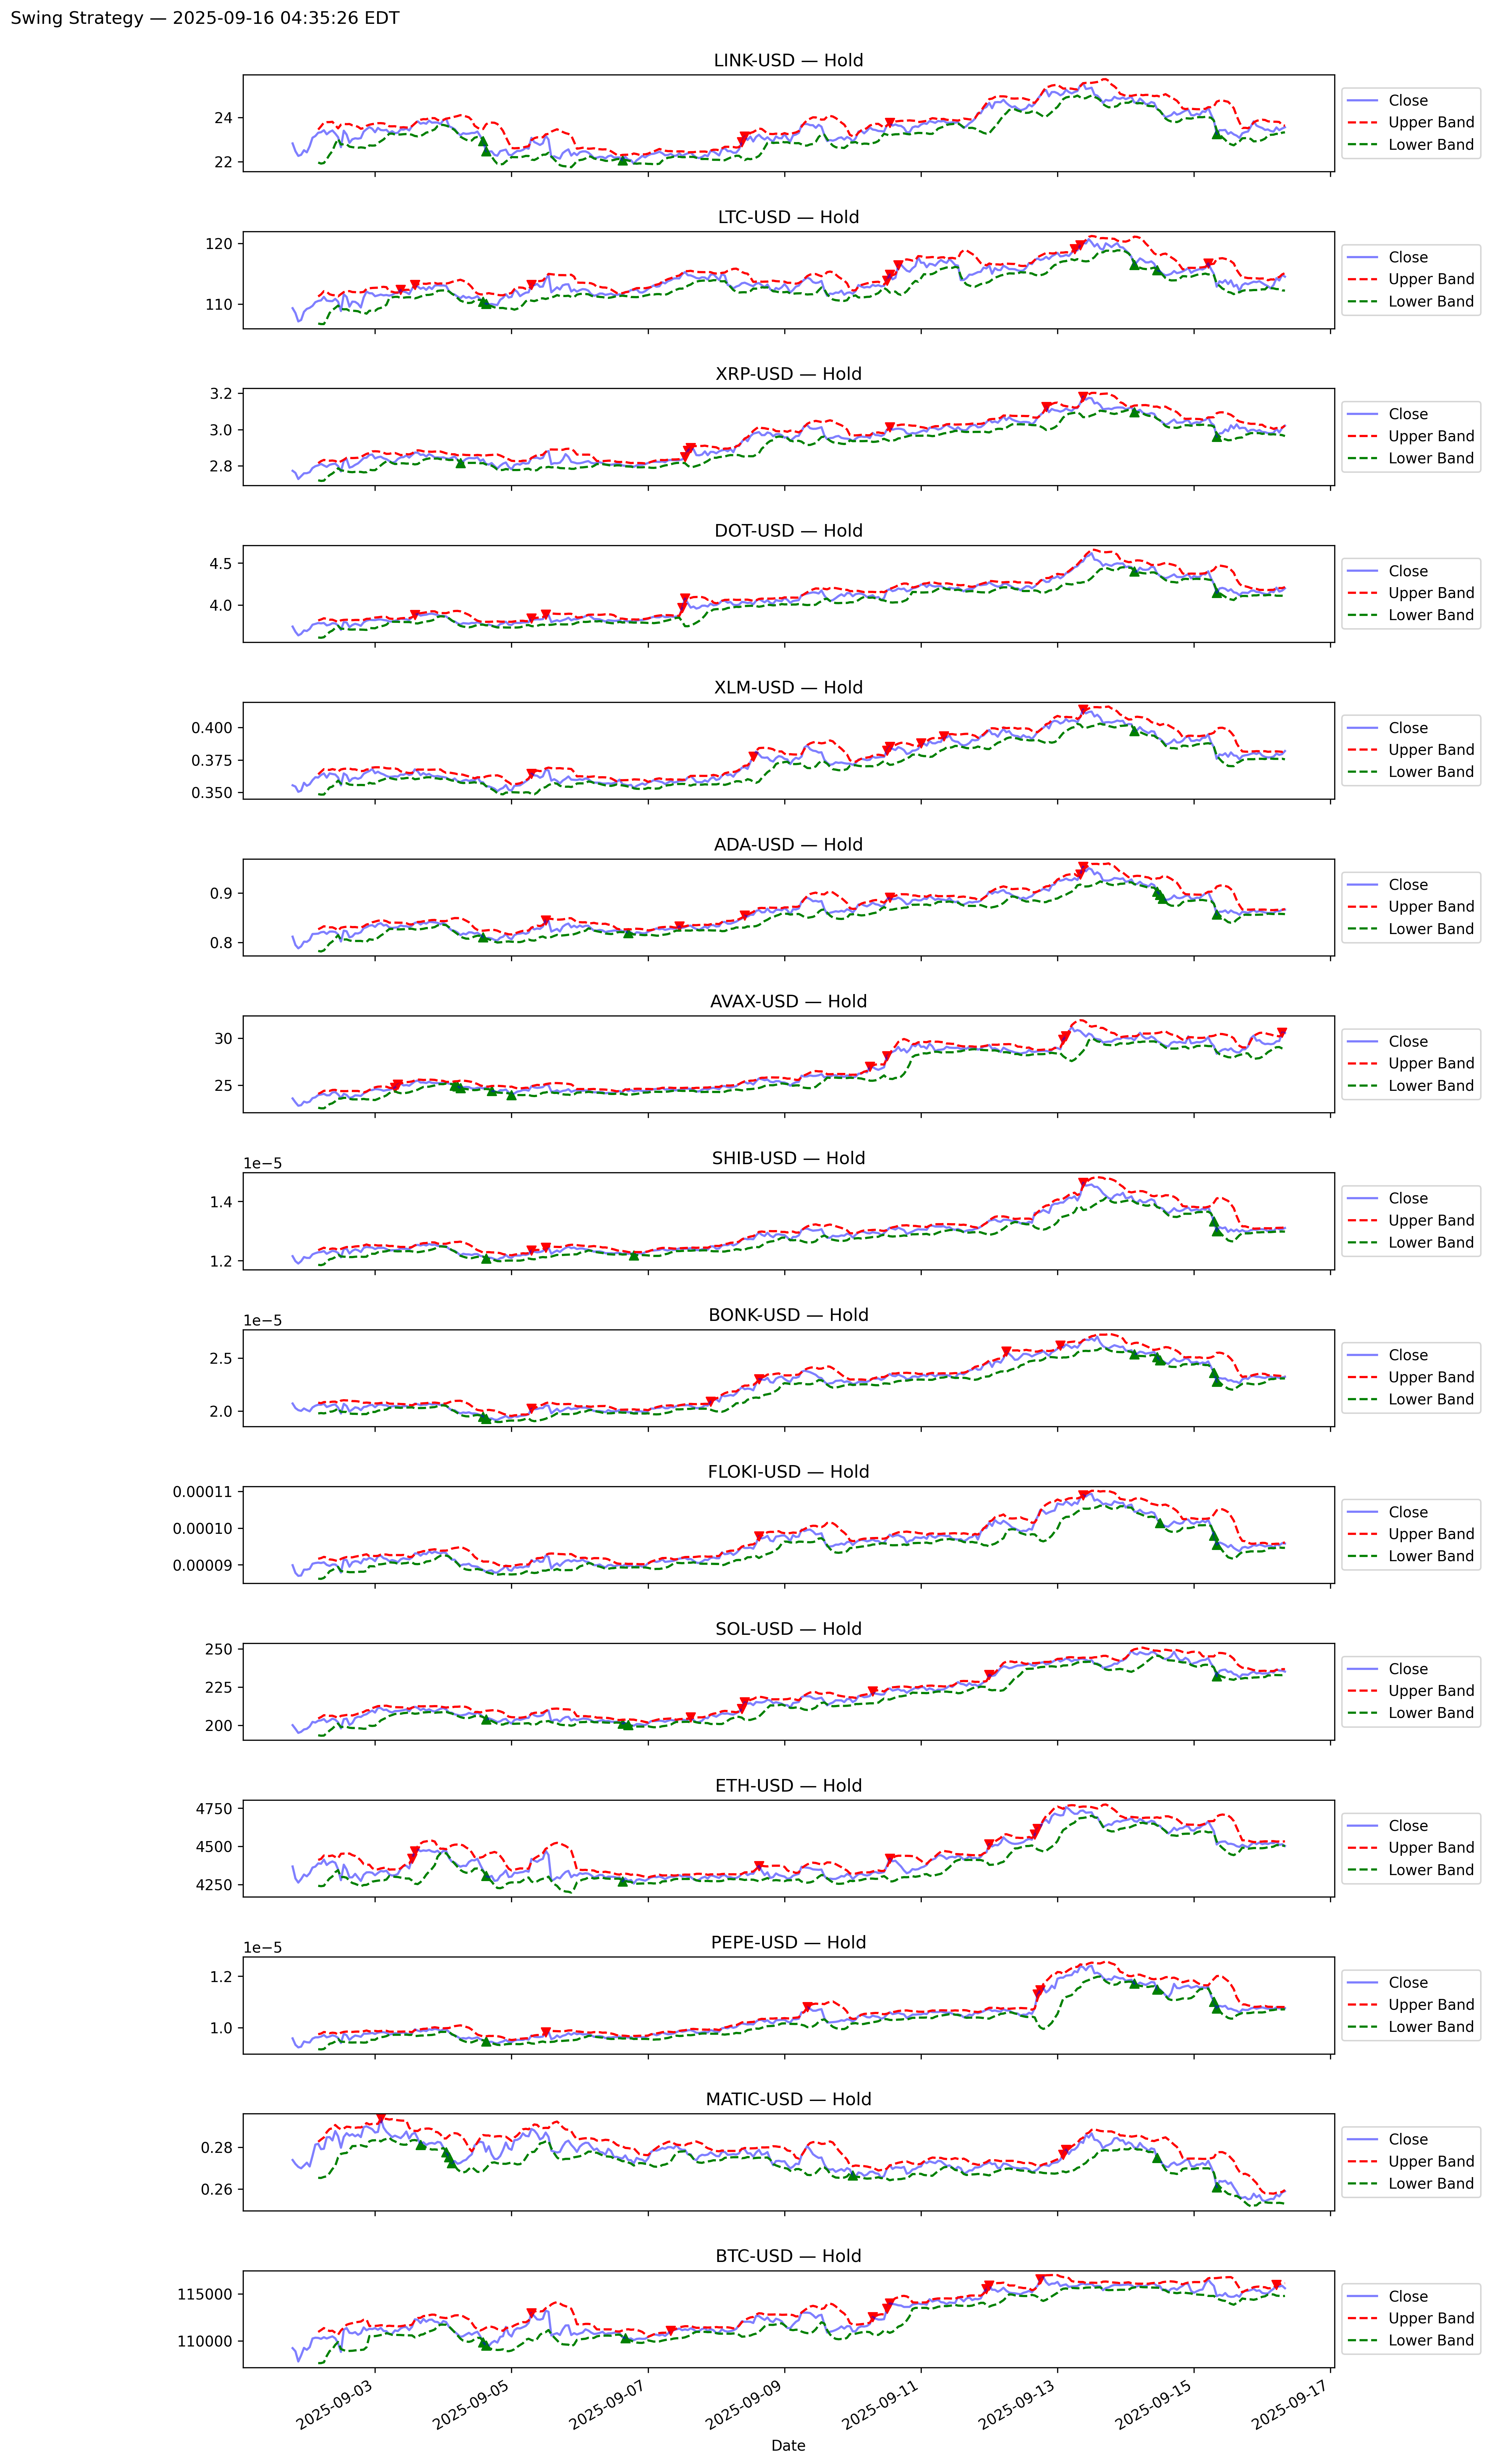 Swing Strategy — 2025-09-16 04:35:26 EDT
LINK-USD — Hold
24
22
Close
Upper Band
Lower Band
LTC-USD — Hold
120
110
Close
Upper Band
Lower Band
XRP-USD — Hold
3.2
3.0
2.8
Close
Upper Band
Lower Band
DOT-USD — Hold
4.5
4.0
Close
Upper Band
Lower Band
XLM-USD — Hold
0.400
0.375
0.350
Close
Upper Band
Lower Band
ADA-USD — Hold
0.9
0.8
Close
Upper Band
Lower Band
AVAX-USD — Hold
30
25
Close
Upper Band
Lower Band
SHIB-USD — Hold
1e−5
1.4
1.2
Close
Upper Band
Lower Band
BONK-USD — Hold
1e−5
2.5
2.0
Close
Upper Band
Lower Band
FLOKI-USD — Hold
0.00011
0.00010
0.00009
Close
Upper Band
Lower Band
SOL-USD — Hold
250
225
200
Close
Upper Band
Lower Band
ETH-USD — Hold
4750
4500
4250
Close
Upper Band
Lower Band
PEPE-USD — Hold
1e−5
1.2
1.0
Close
Upper Band
Lower Band
MATIC-USD — Hold
0.28
0.26
Close
Upper Band
Lower Band
BTC-USD — Hold
115000
110000
Close
Upper Band
Lower Band
2025-09-03
2025-09-05
2025-09-07
2025-09-09
2025-09-11
2025-09-13
2025-09-15
2025-09-17
Date